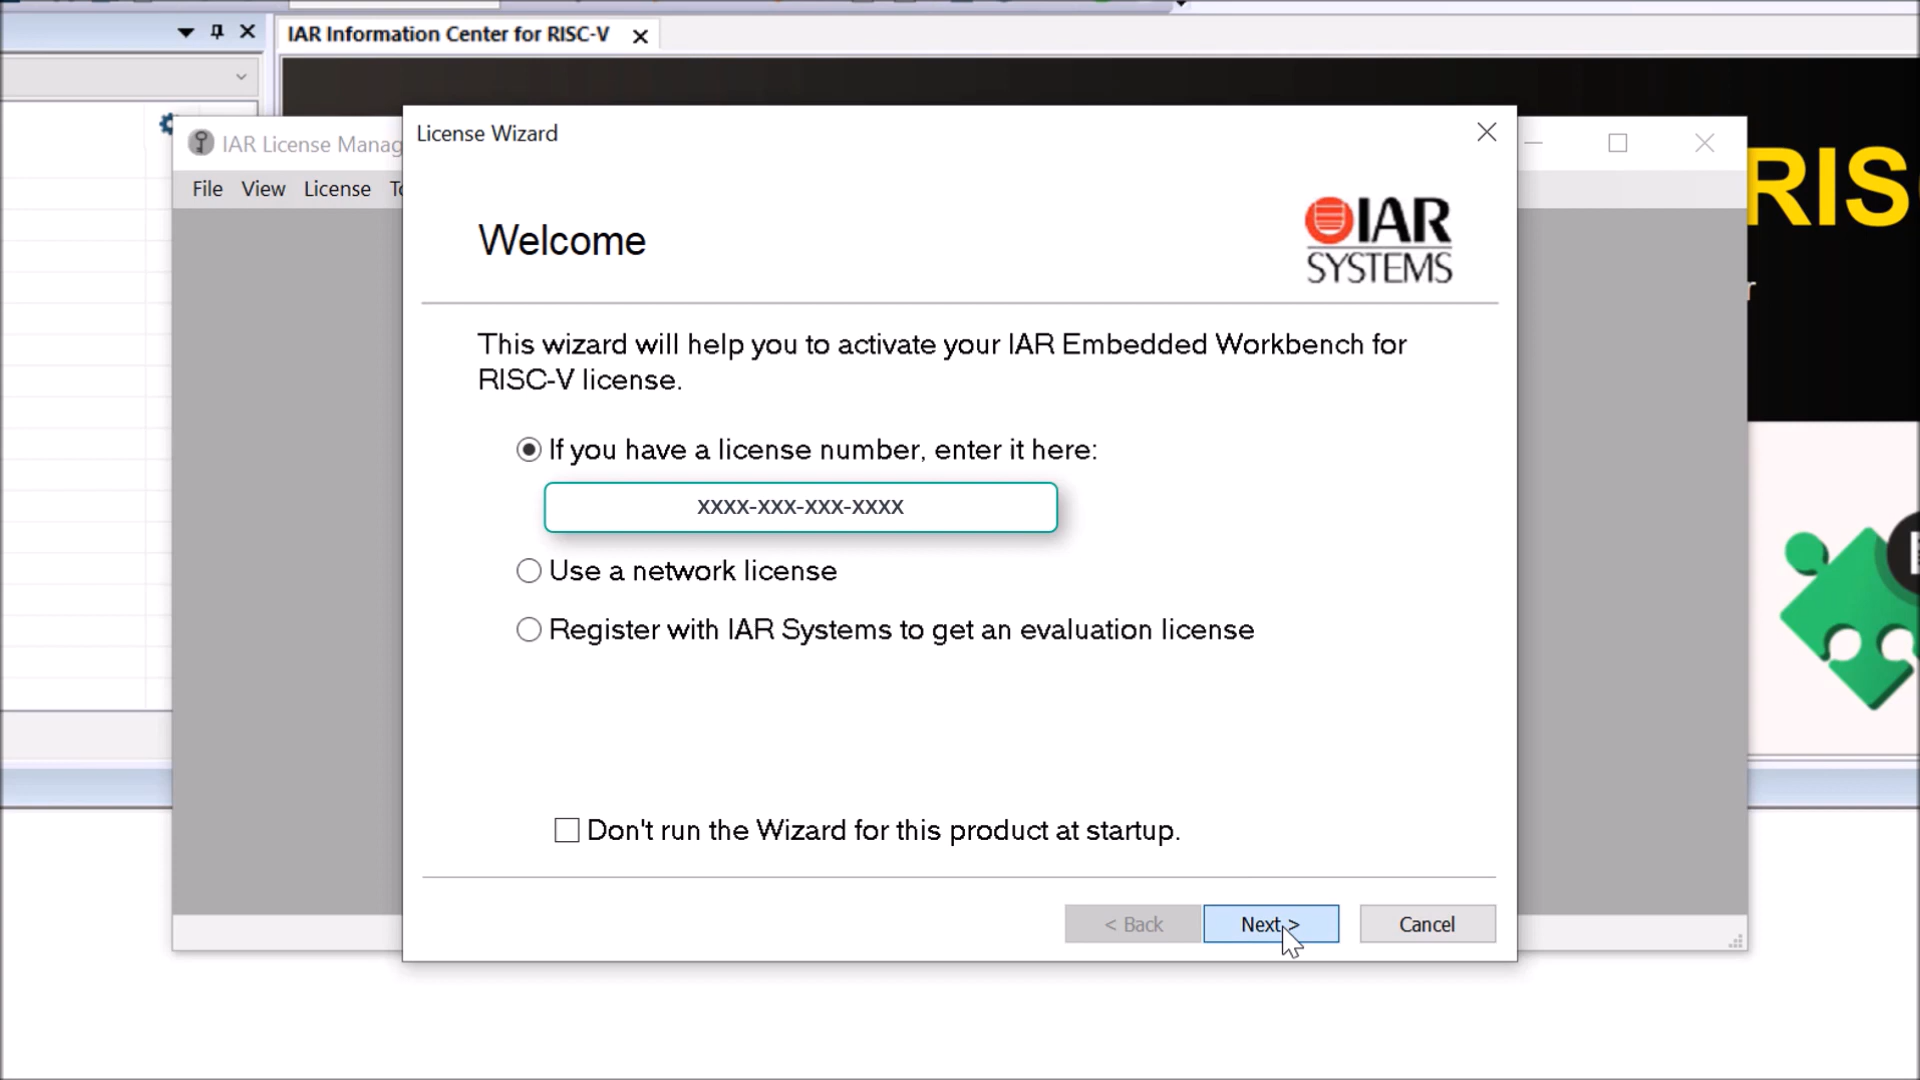 IAR Information Center for RISC-V
IAR License Manag
License Wizard
File View License
Welcome
IAR
SYSTEMS
RIS
This wizard will help you to activate your IAR Embedded Workbench for
RISC-V license.
If you have a license number, enter it here:
xxxx-xxx-xxx-xxxx
Use a network license
Register with IAR Systems to get an evaluation license
Don't run the Wizard for this product at startup.
< Back
Next >
Cancel